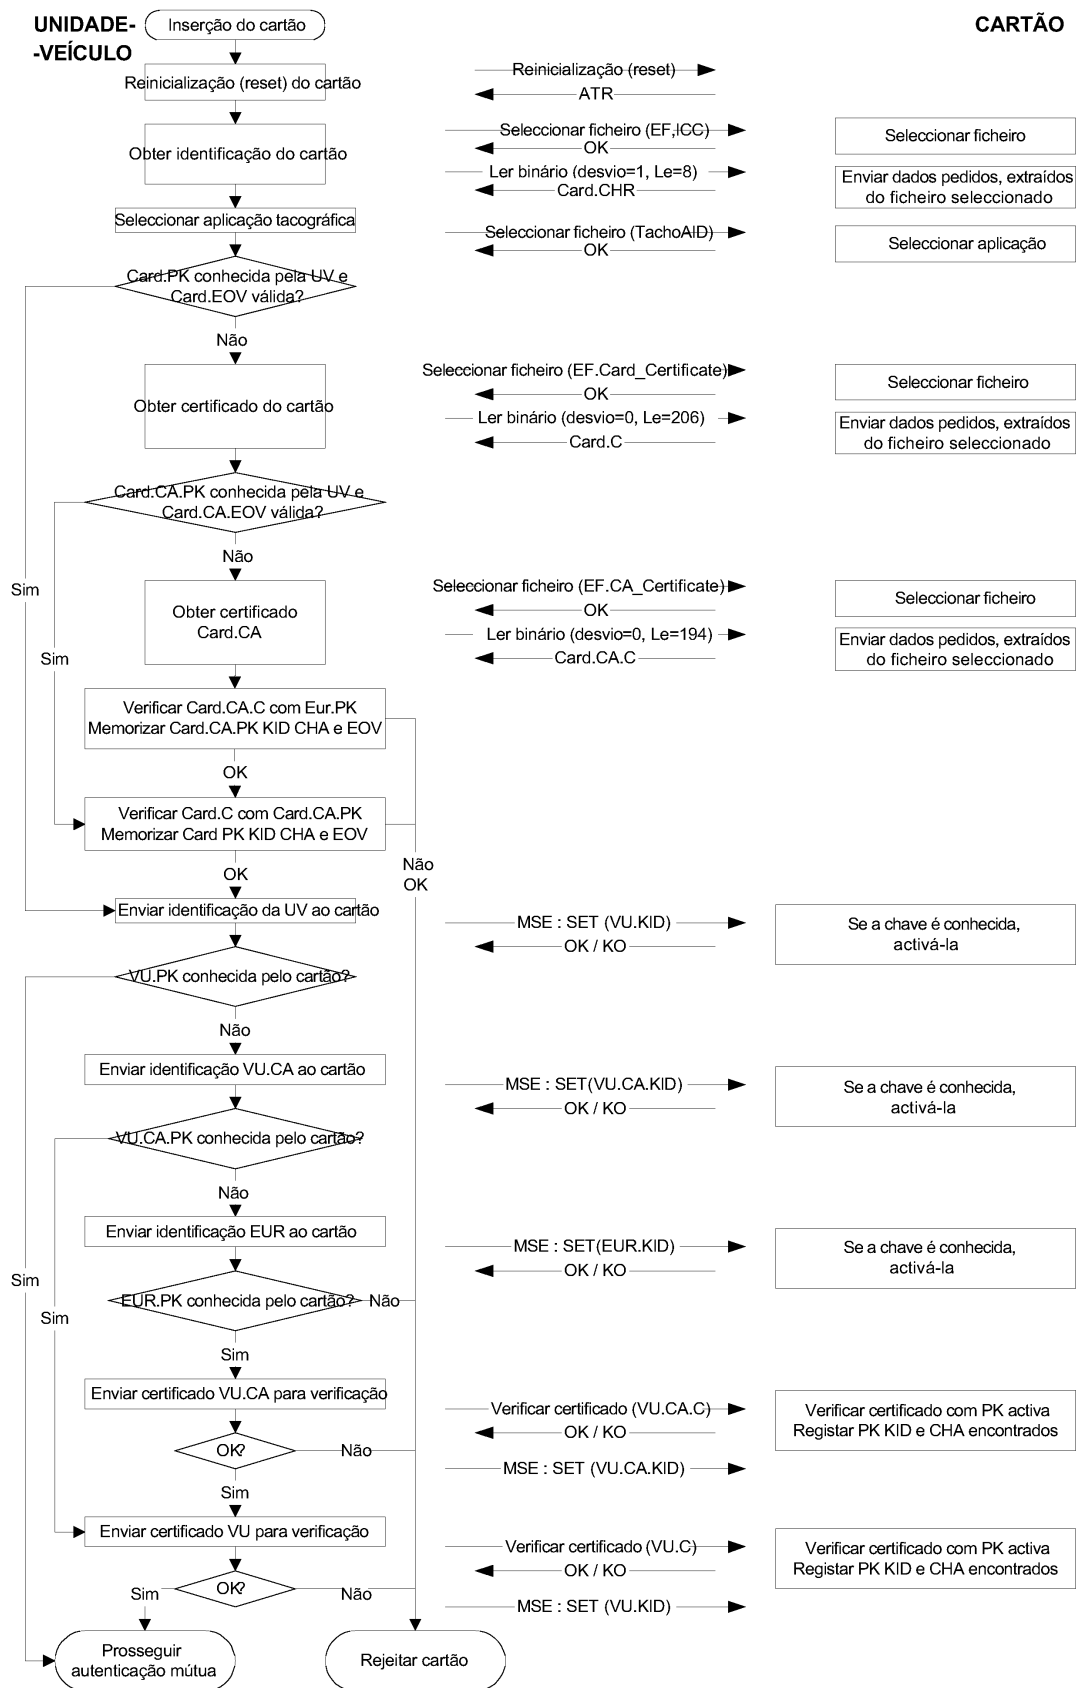 UNIDADE-
-VEÍCULO
Inserção do cartão
CARTÃO
Reinicialização (reset) do cartão
Reinicialização (reset)
ATR
Obter identificação do cartão
Seleccionar ficheiro (EF,ICC)
OK
Seleccionar ficheiro
Ler binário (desvio=1, Le=8)
Card.CHR
Enviar dados pedidos, extraídos
do ficheiro seleccionado
Seleccionar aplicação tacográfica
Seleccionar ficheiro (TachoAID)
OK
Seleccionar aplicação
Card.PK conhecida pela UV e
Card.EOV válida?
Não
Obter certificado do cartão
Seleccionar ficheiro (EF.Card_Certificate)
OK
Seleccionar ficheiro
Ler binário (desvio=0, Le=206)
Card.C
Enviar dados pedidos, extraídos
do ficheiro seleccionado
Card.CA.PK conhecida pela UV e
Card.CA.EOV válida?
Não
Sim
Obter certificado
Card.CA
Seleccionar ficheiro (EF.CA_Certificate)
OK
Seleccionar ficheiro
Ler binário (desvio=0, Le=194)
Card.CA.C
Enviar dados pedidos, extraídos
do ficheiro seleccionado
Sim
Verificar Card.CA.C com Eur.PK
Memorizar Card.CA.PK KID CHA e EOV
OK
Verificar Card.C com Card.CA.PK
Memorizar Card PK KID CHA e EOV
Não
OK
OK
Enviar identificação da UV ao cartão
MSE : SET (VU.KID)
OK / KO
Se a chave é conhecida,
activá-la
VU.PK conhecida pelo cartão?
Não
Enviar identificação VU.CA ao cartão
MSE : SET(VU.CA.KID)
OK / KO
Se a chave é conhecida,
activá-la
VU.CA.PK conhecida pelo cartão?
Não
Enviar identificação EUR ao cartão
MSE : SET(EUR.KID)
OK / KO
Se a chave é conhecida,
activá-la
Sim
EUR.PK conhecida pelo cartão?
Não
Sim
Sim
Enviar certificado VU.CA para verificação
Verificar certificado (VU.CA.C)
OK / KO
Verificar certificado com PK activa
Registar PK KID e CHA encontrados
OK?
Não
MSE : SET (VU.CA.KID)
Sim
Enviar certificado VU para verificação
Verificar certificado (VU.C)
OK / KO
Verificar certificado com PK activa
Registar PK KID e CHA encontrados
Sim
OK?
Não
MSE : SET (VU.KID)
Prosseguir
autenticação mútua
Rejeitar cartão